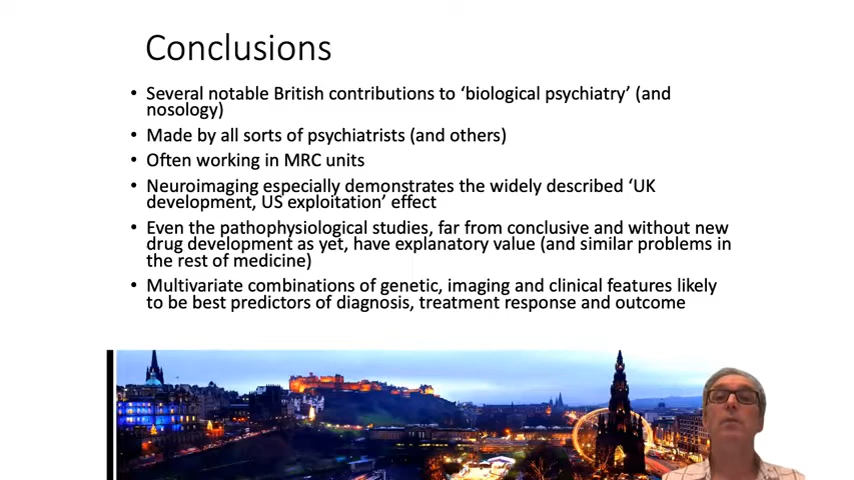 Conclusions
• Several notable British contributions to ‘biological psychiatry’ (and
nosology)
• Made by all sorts of psychiatrists (and others)
• Often working in MRC units
• Neuroimaging especially demonstrates the widely described ‘UK
development, US exploitation’ effect
• Even the pathophysiological studies, far from conclusive and without new
drug development as yet, have explanatory value (and similar problems in
the rest of medicine)
• Multivariate combinations of genetic, imaging and clinical features likely
to be best predictors of diagnosis, treatment response and outcome